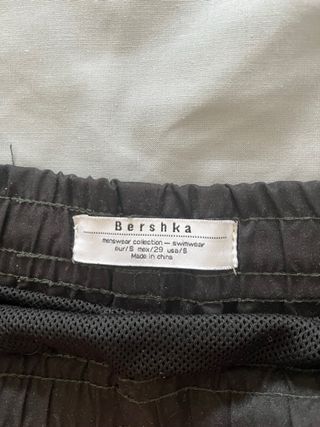 Bershka
menswear collection — swimwear
eur/S mex/29 usa/S
Made in china